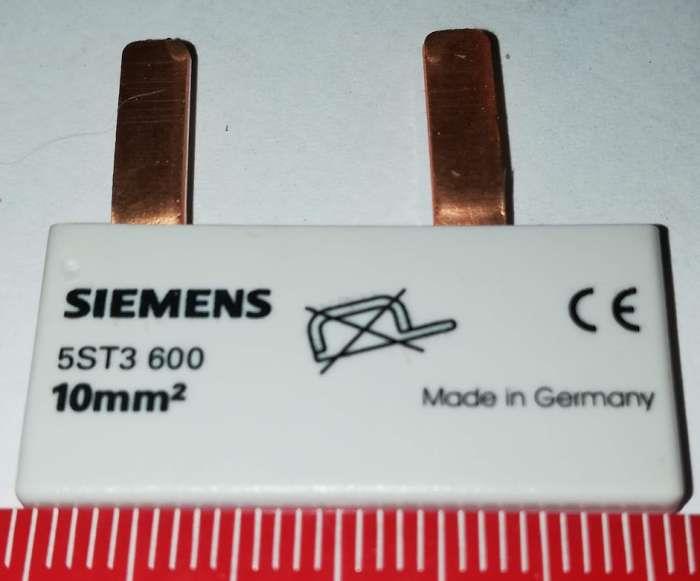 SIEMENS
5ST3 600
10mm²
CE
Made in Germany